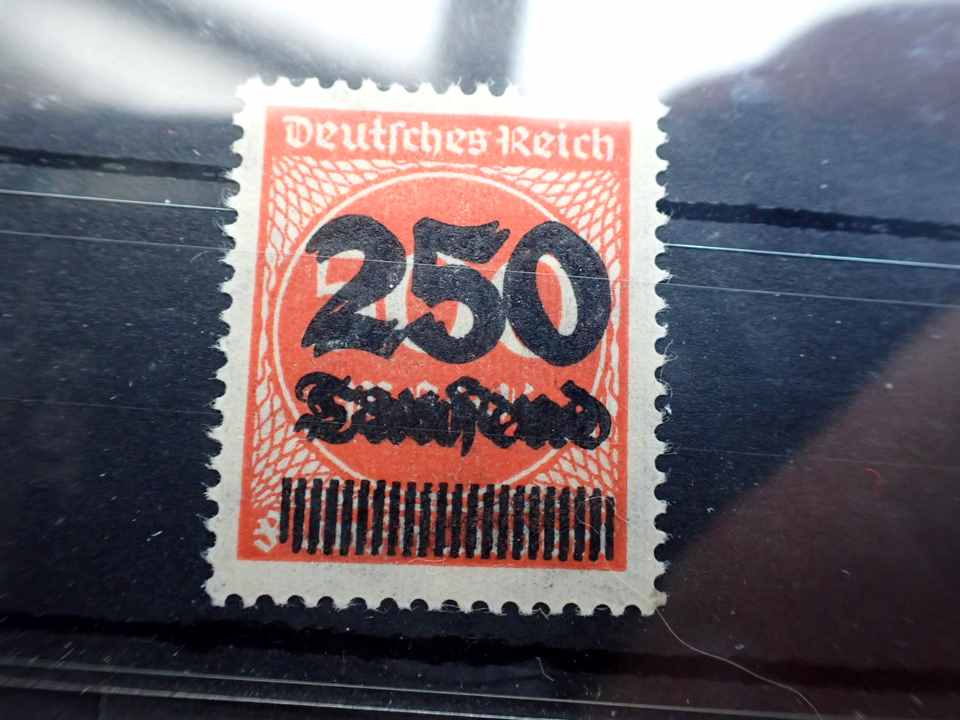 Deutsches Reich
250
Tausend